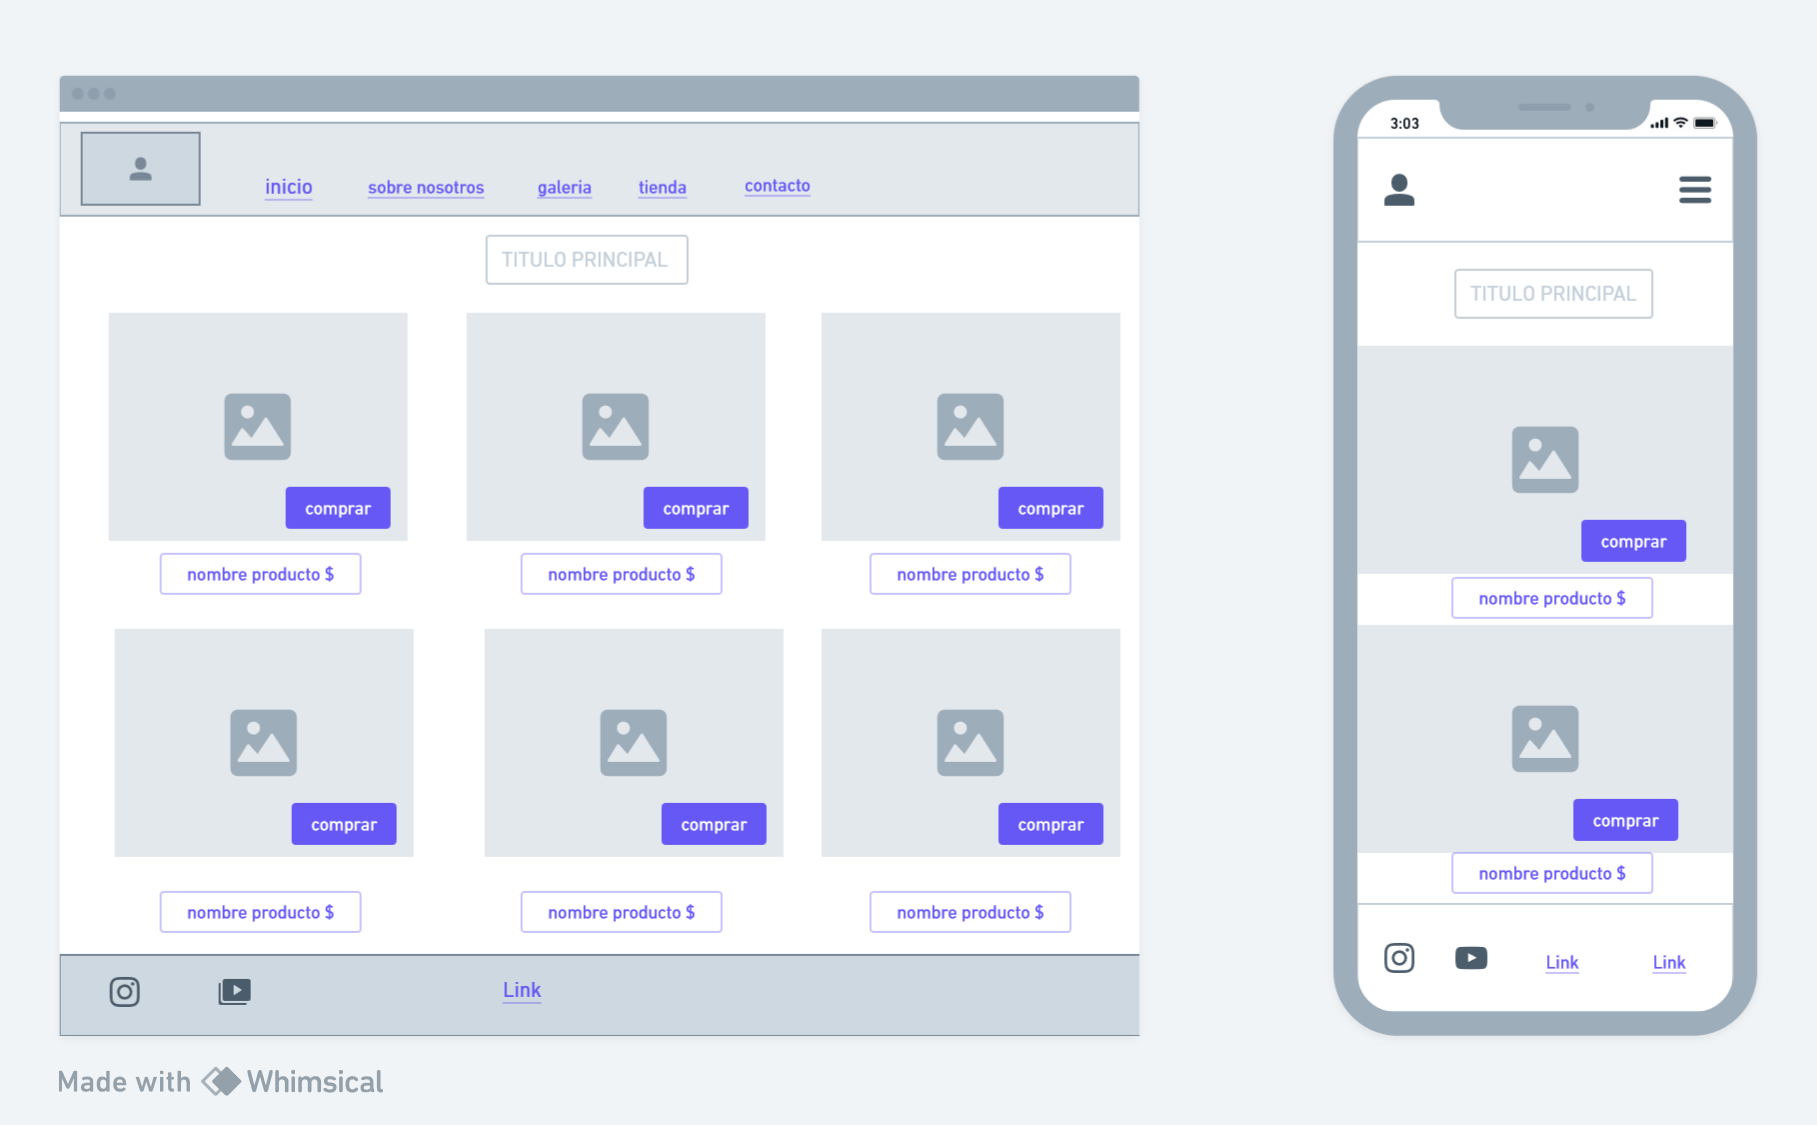 inicio sobre nosotros galeria tienda contacto
TITULO PRINCIPAL
comprar comprar comprar
nombre producto $ nombre producto $ nombre producto $
comprar comprar comprar
nombre producto $ nombre producto $ nombre producto $
Link
3:03
TITULO PRINCIPAL
comprar
nombre producto $
comprar
nombre producto $
Link Link
Made with Whimsical